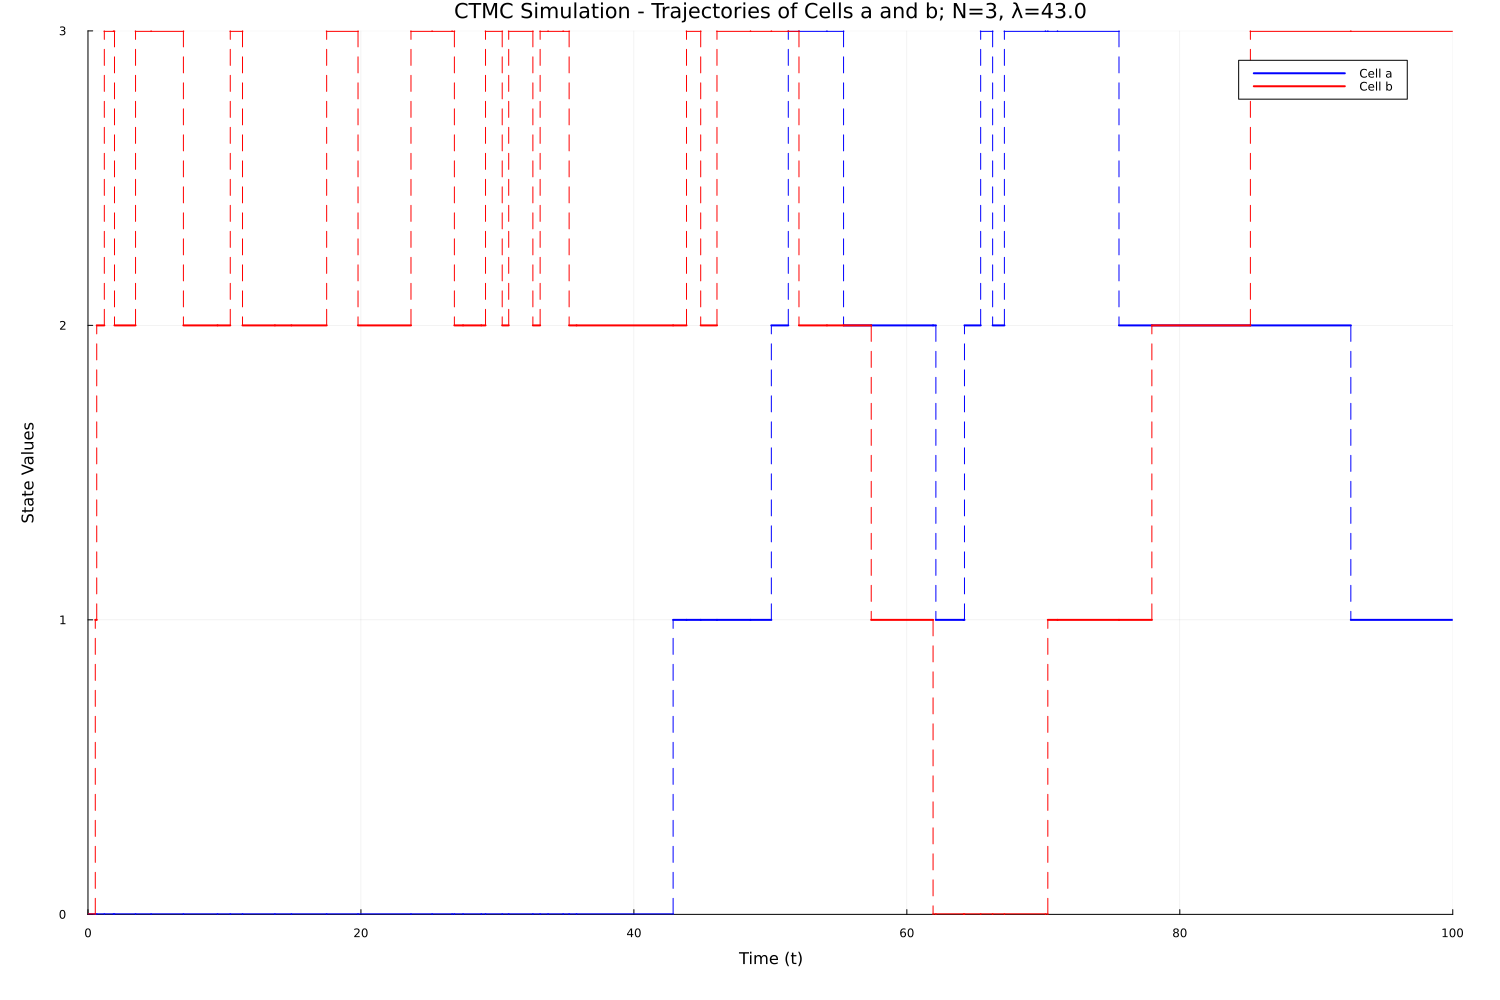 CTMC Simulation - Trajectories of Cells a and b; N=3, λ=43.0
3
Cell a
Cell b
2
State Values
1
0
0 20 40 60 80 100
Time (t)